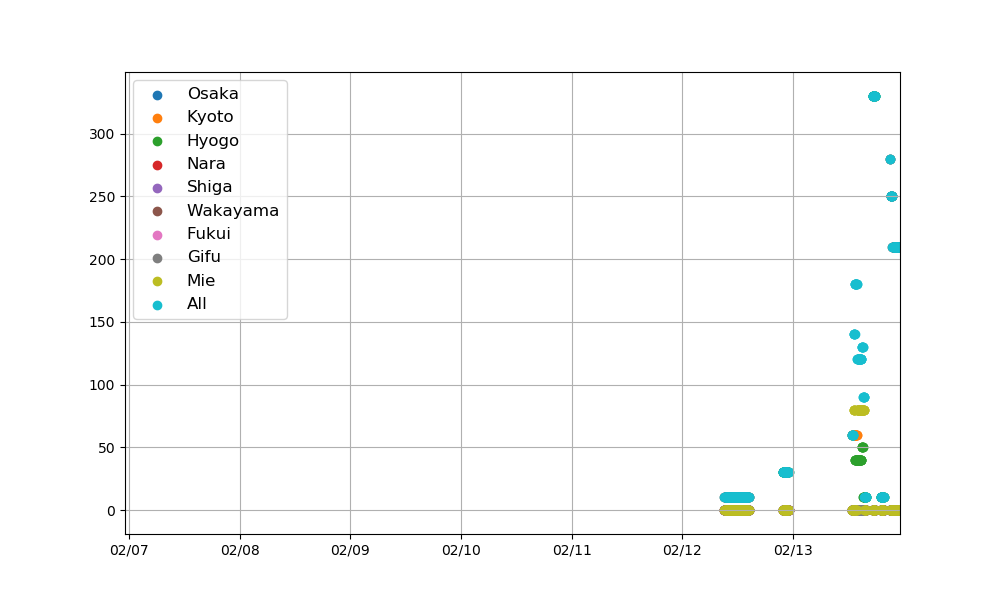 Osaka
Kyoto
Hyogo
Nara
Shiga
Wakayama
Fukui
Gifu
Mie
All
300
250
200
150
100
50
0
02/07 02/08 02/09 02/10 02/11 02/12 02/13